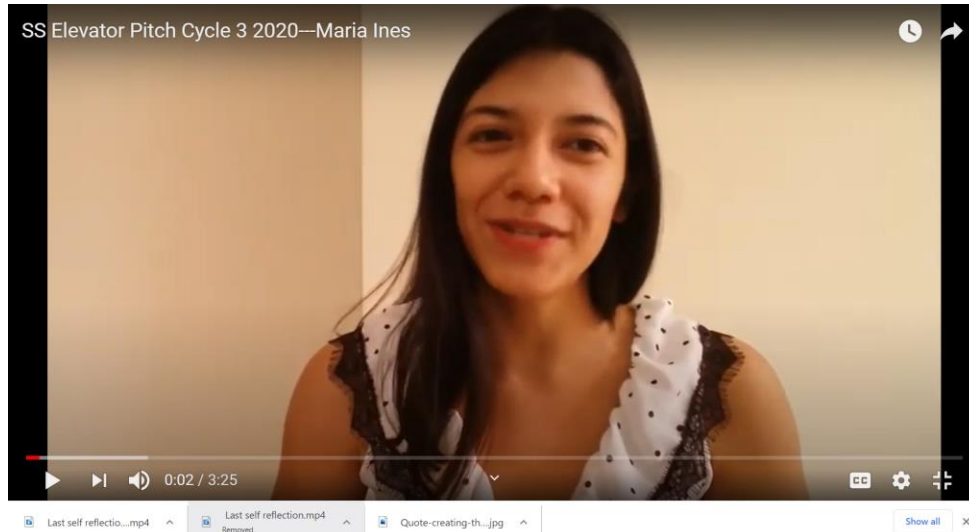 SS Elevator Pitch Cycle 3 2020—Maria Ines
0:02 / 3:25
CC
Last self reflectio....mp4
Last self reflection.mp4
Removed
Quote-creating-th....jpg
Show all